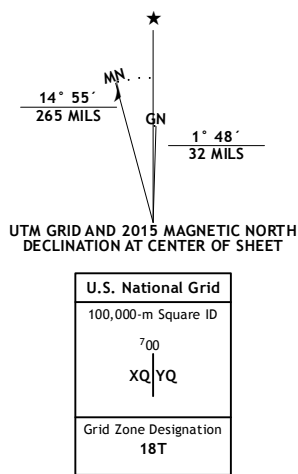 ★
MN
14° 55´
265 MILS
GN
1° 48´
32 MILS
UTM GRID AND 2015 MAGNETIC NORTH
DECLINATION AT CENTER OF SHEET
U.S. National Grid
100,000-m Square ID
⁷00
XQ YQ
Grid Zone Designation
18T